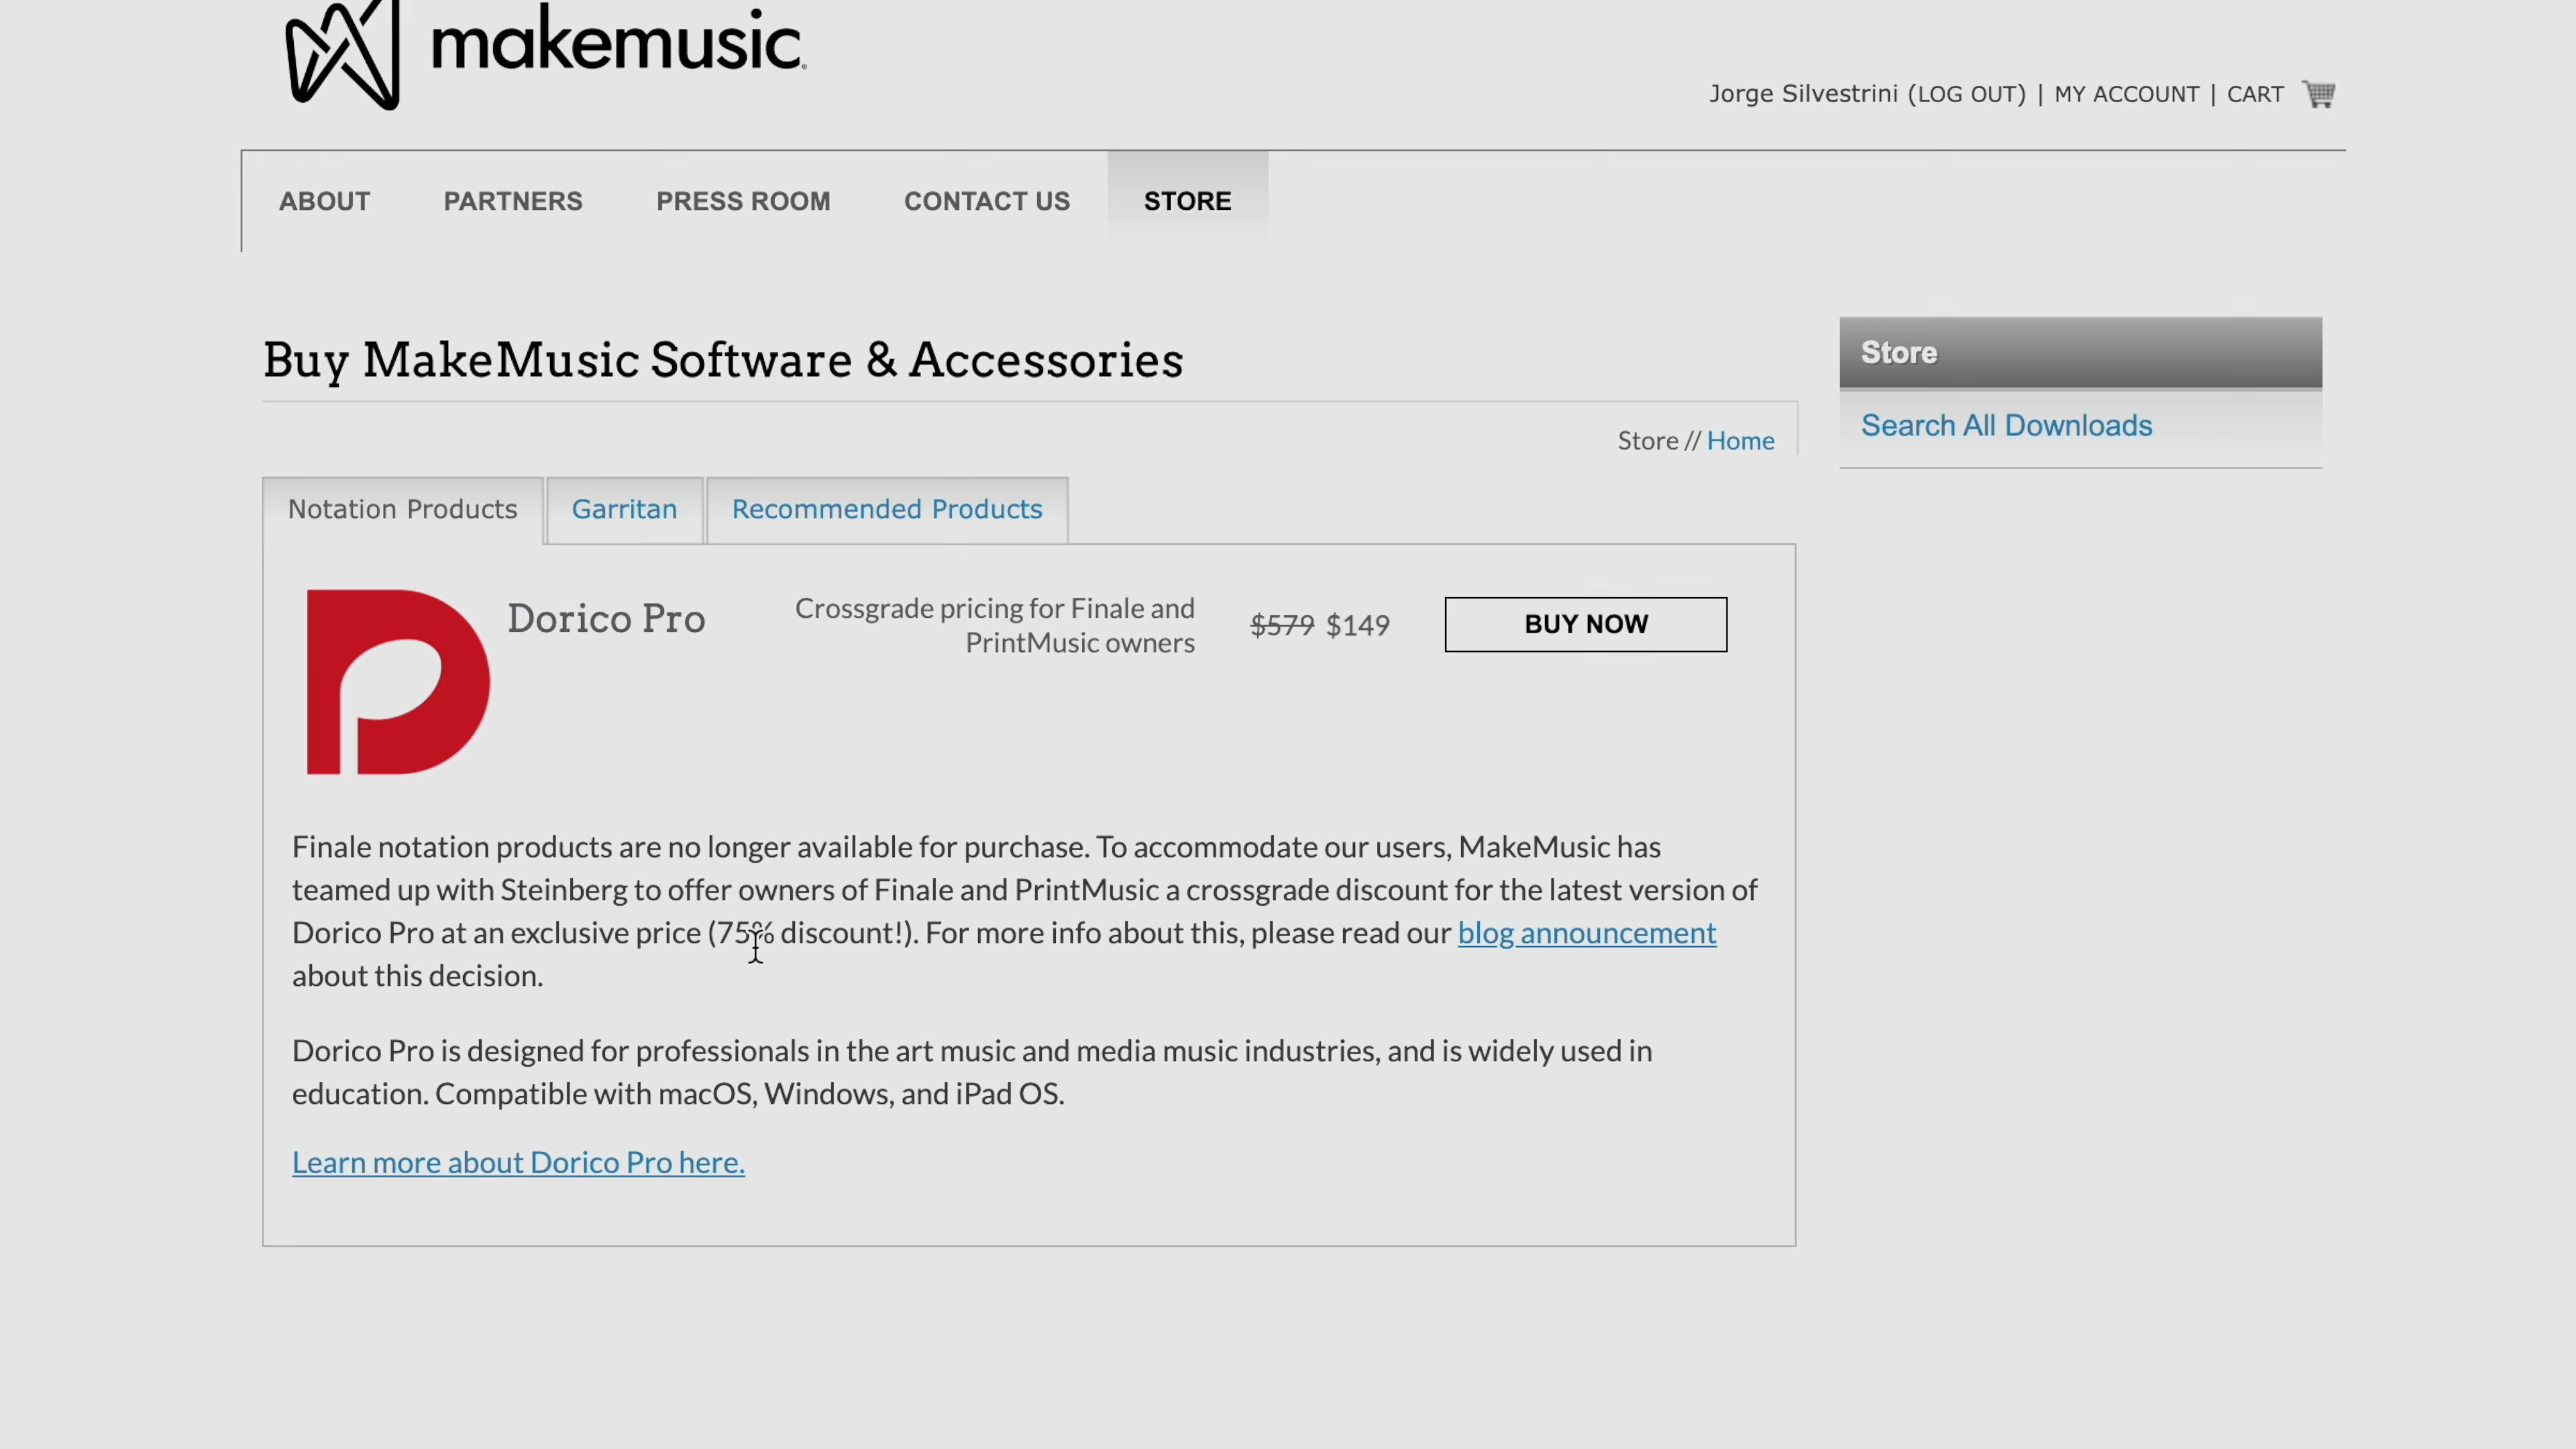 makemusic
Jorge Silvestrini (LOG OUT) | MY ACCOUNT | CART
ABOUT PARTNERS PRESS ROOM CONTACT US STORE
Buy MakeMusic Software & Accessories
Store // Home
Notation Products Garritan Recommended Products
Dorico Pro
Crossgrade pricing for Finale and
PrintMusic owners
$579 $149
BUY NOW
Finale notation products are no longer available for purchase. To accommodate our users, MakeMusic has
teamed up with Steinberg to offer owners of Finale and PrintMusic a crossgrade discount for the latest version of
Dorico Pro at an exclusive price (75% discount!). For more info about this, please read our blog announcement
about this decision.
Dorico Pro is designed for professionals in the art music and media music industries, and is widely used in
education. Compatible with macOS, Windows, and iPad OS.
Learn more about Dorico Pro here.
Store
Search All Downloads